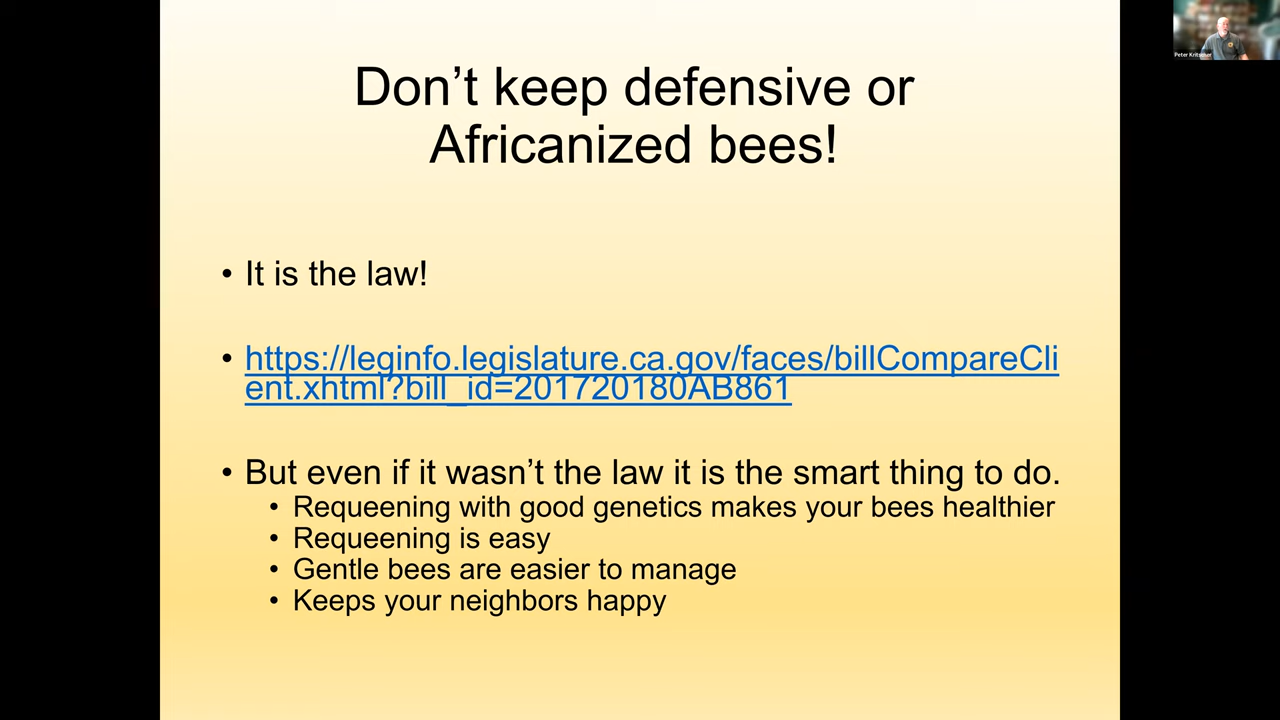 Peter Kritscher
Don’t keep defensive or
Africanized bees!
• It is the law!
• https://leginfo.legislature.ca.gov/faces/billCompareCli
ent.xhtml?bill_id=201720180AB861
• But even if it wasn’t the law it is the smart thing to do.
• Requeening with good genetics makes your bees healthier
• Requeening is easy
• Gentle bees are easier to manage
• Keeps your neighbors happy